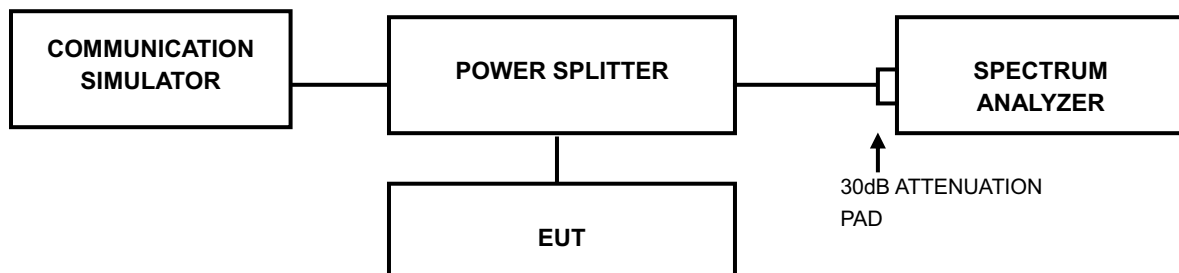 COMMUNICATION
SIMULATOR
POWER SPLITTER
SPECTRUM
ANALYZER
30dB ATTENUATION
PAD
EUT